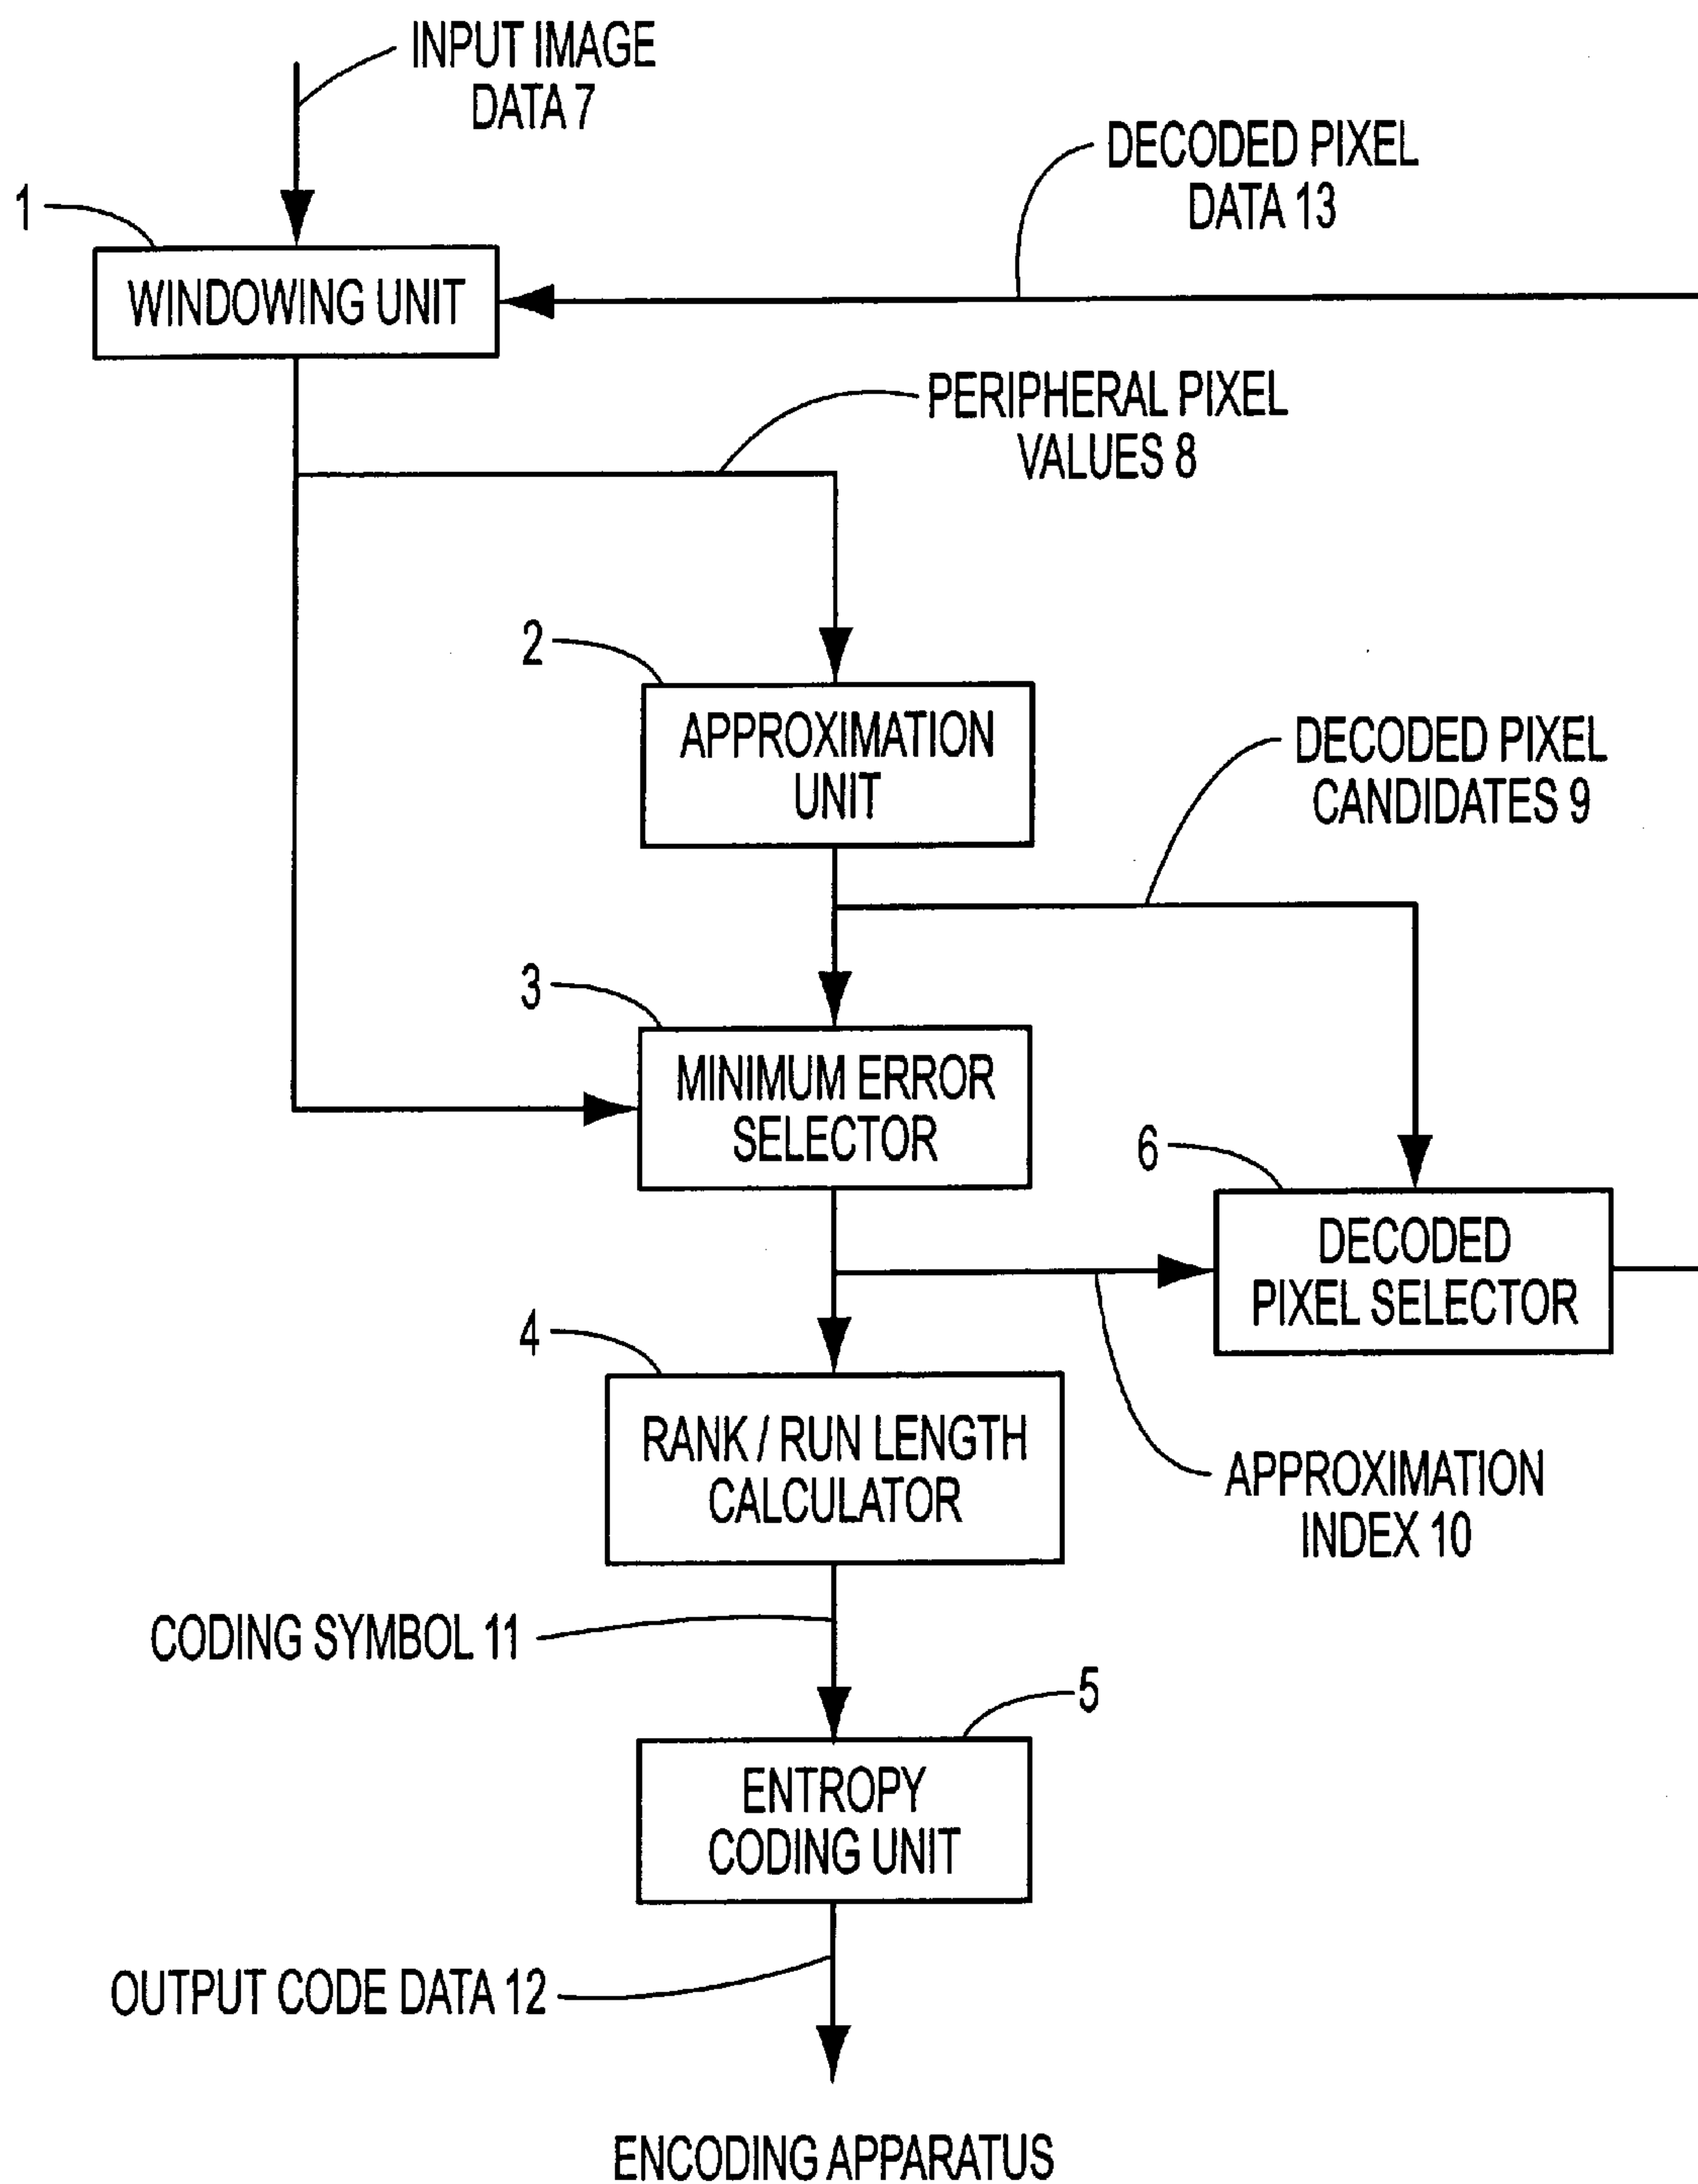 INPUT IMAGE
DATA 7
DECODED PIXEL
DATA 13
1
WINDOWING UNIT
PERIPHERAL PIXEL
VALUES 8
2
APPROXIMATION
UNIT
DECODED PIXEL
CANDIDATES 9
3
MINIMUM ERROR
SELECTOR
6
DECODED
PIXEL SELECTOR
4
RANK / RUN LENGTH
CALCULATOR
APPROXIMATION
INDEX 10
CODING SYMBOL 11
5
ENTROPY
CODING UNIT
OUTPUT CODE DATA 12
ENCODING APPARATUS